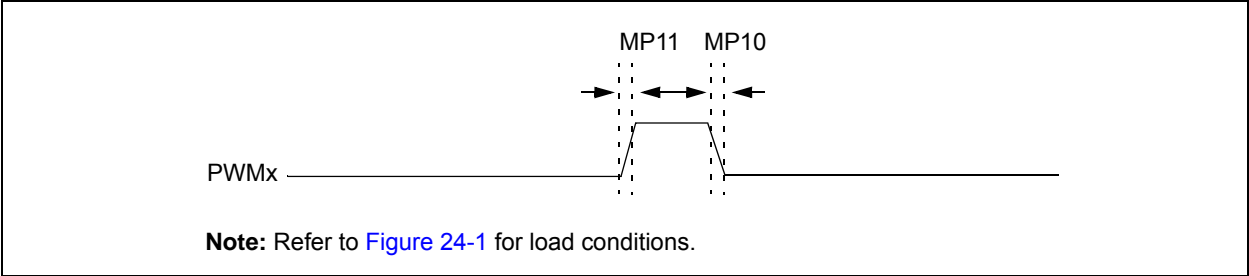 MP11 MP10
PWMx
Note: Refer to Figure 24-1 for load conditions.